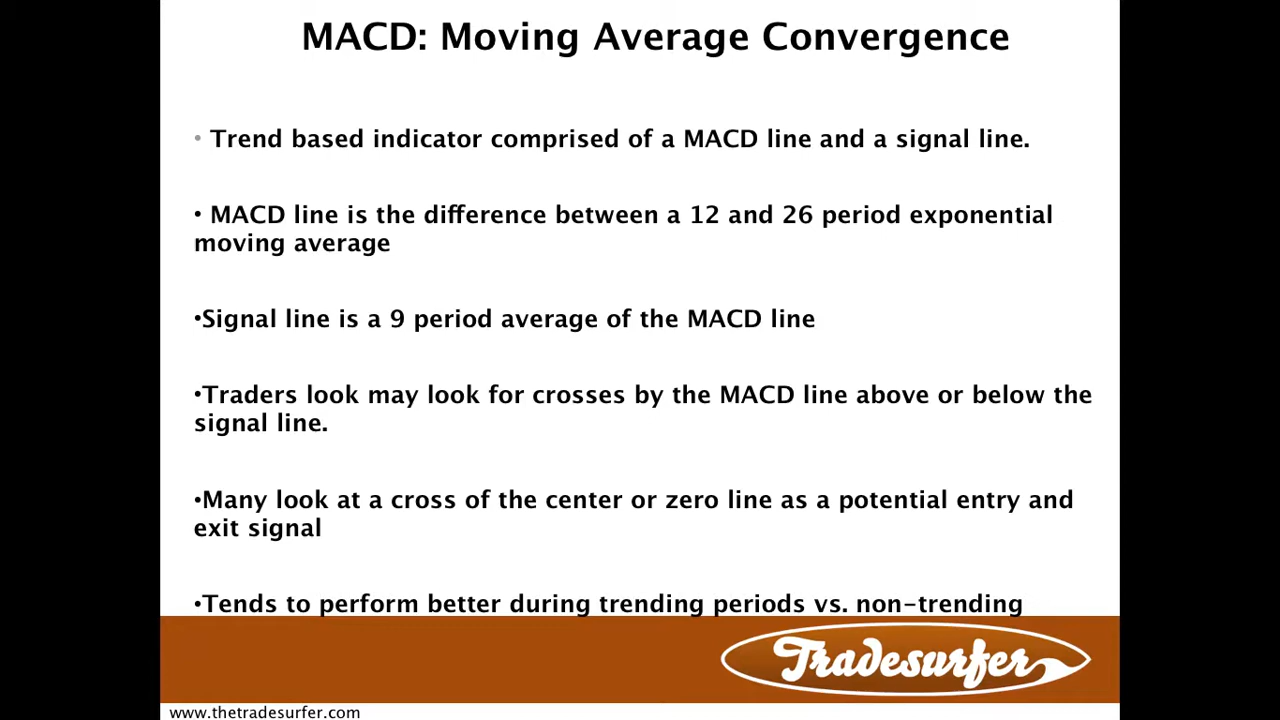 MACD: Moving Average Convergence
• Trend based indicator comprised of a MACD line and a signal line.
• MACD line is the difference between a 12 and 26 period exponential
moving average
•Signal line is a 9 period average of the MACD line
•Traders look may look for crosses by the MACD line above or below the
signal line.
•Many look at a cross of the center or zero line as a potential entry and
exit signal
•Tends to perform better during trending periods vs. non-trending
Tradesurfer
www.thetradesurfer.com